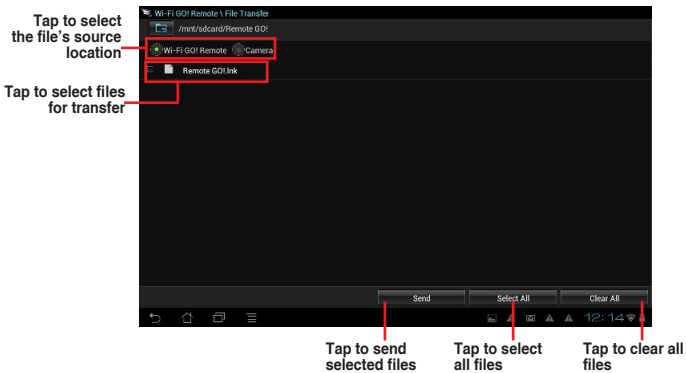 Tap to select
the file's source
location
Wi-Fi GO! Remote \ File Transfer
/mnt/sdcard/Remote GO!
Wi-Fi GO! Remote Camera
Remote GO!.lnk
Tap to select files
for transfer
Send Select All Clear All
12:14
Tap to send
selected files
Tap to select
all files
Tap to clear all
files